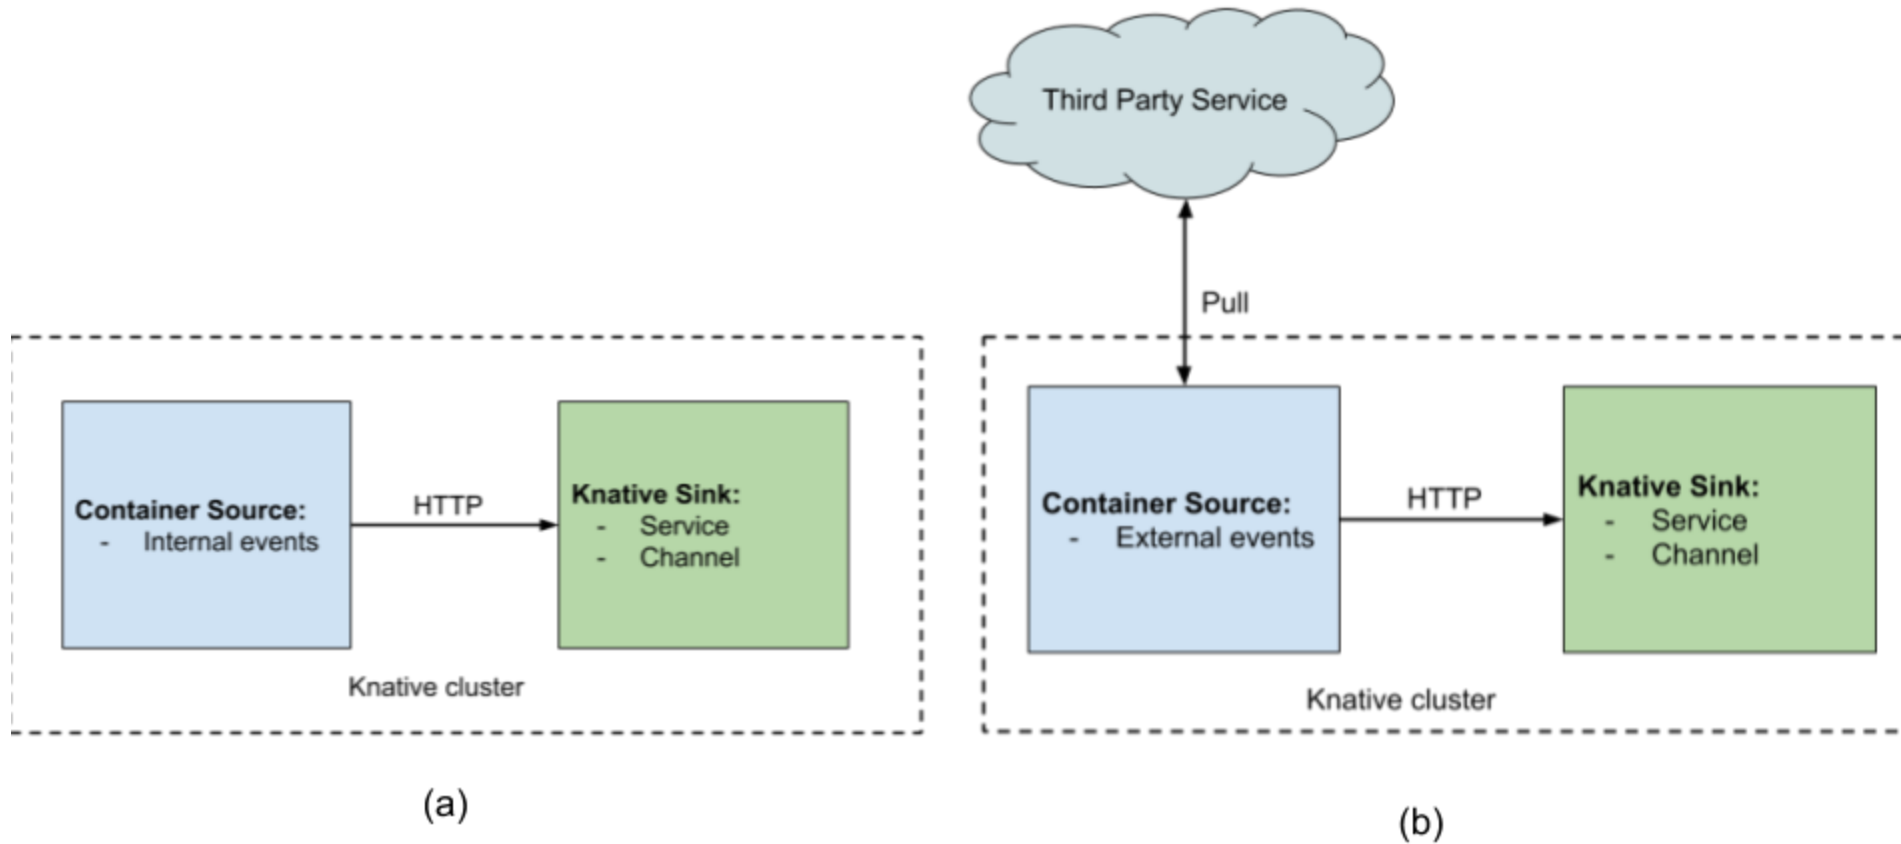 Third Party Service
Pull
Container Source:
- Internal events
HTTP
Knative Sink:
- Service
- Channel
Knative cluster
(a)
Container Source:
- External events
HTTP
Knative Sink:
- Service
- Channel
Knative cluster
(b)